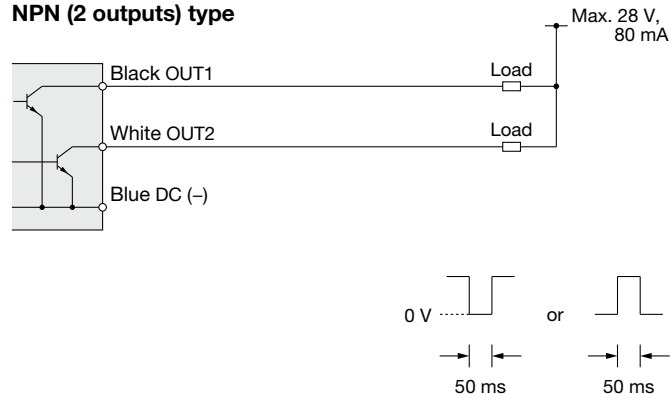 NPN (2 outputs) type
Max. 28 V,
80 mA
Black OUT1
Load
White OUT2
Load
Blue DC (–)
0 V
or
50 ms
50 ms